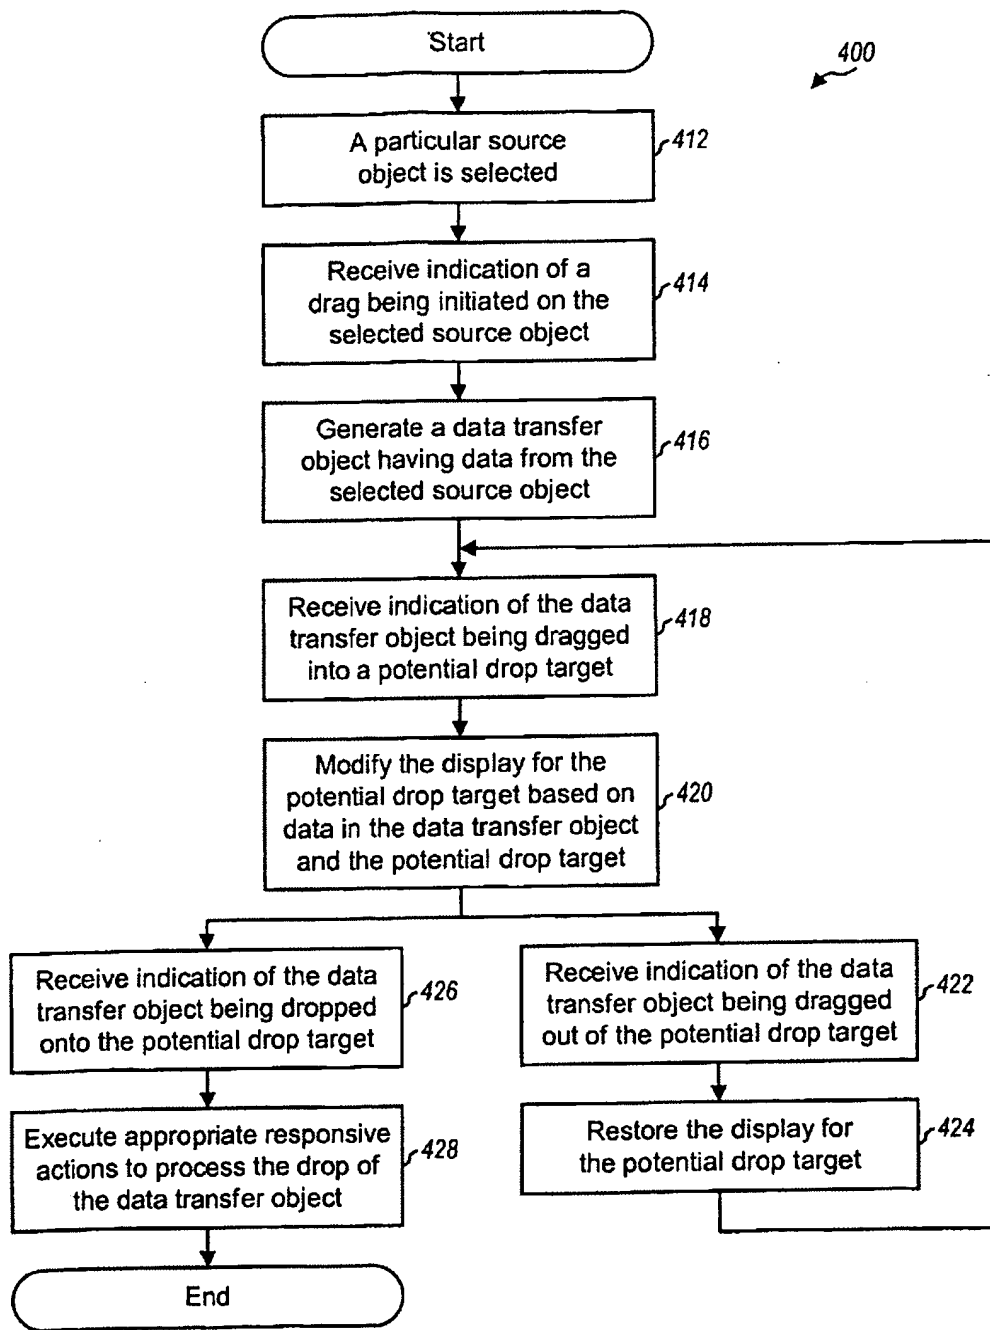 Start
400
A particular source
object is selected
412
Receive indication of a
drag being initiated on the
selected source object
414
Generate a data transfer
object having data from the
selected source object
416
Receive indication of the data
transfer object being dragged
into a potential drop target
418
Modify the display for the
potential drop target based on
data in the data transfer object
and the potential drop target
420
Receive indication of the data
transfer object being dropped
onto the potential drop target
426
Receive indication of the data
transfer object being dragged
out of the potential drop target
422
Execute appropriate responsive
actions to process the drop of
the data transfer object
428
Restore the display for
the potential drop target
424
End